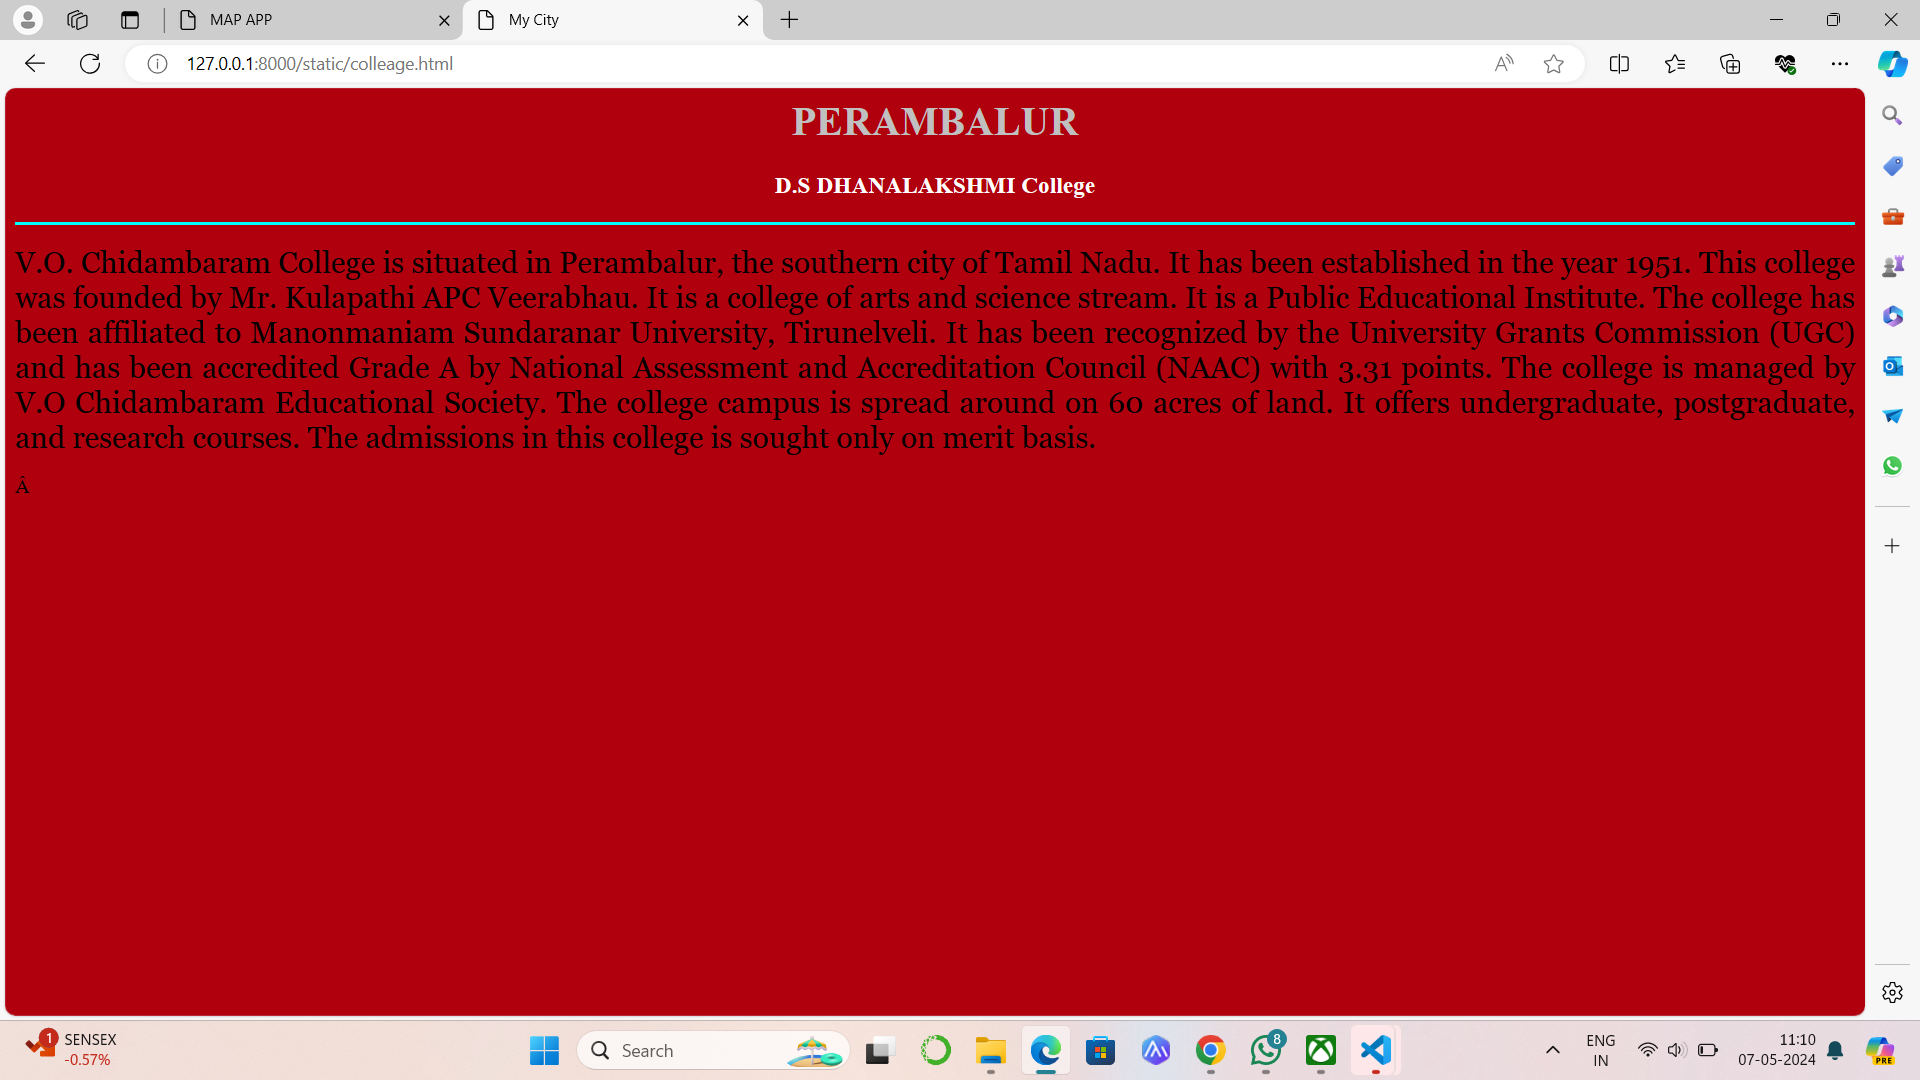 MAP APP
My City
127.0.0.1:8000/static/colleage.html
PERAMBALUR
D.S DHANALAKSHMI College
V.O. Chidambaram College is situated in Perambalur, the southern city of Tamil Nadu. It has been established in the year 1951. This college
was founded by Mr. Kulapathi APC Veerabhau. It is a college of arts and science stream. It is a Public Educational Institute. The college has
been affiliated to Manonmaniam Sundaranar University, Tirunelveli. It has been recognized by the University Grants Commission (UGC)
and has been accredited Grade A by National Assessment and Accreditation Council (NAAC) with 3.31 points. The college is managed by
V.O Chidambaram Educational Society. The college campus is spread around on 60 acres of land. It offers undergraduate, postgraduate,
and research courses. The admissions in this college is sought only on merit basis.
Â
1
SENSEX
-0.57%
Search
8
ENG
IN
11:10
07-05-2024
PRE